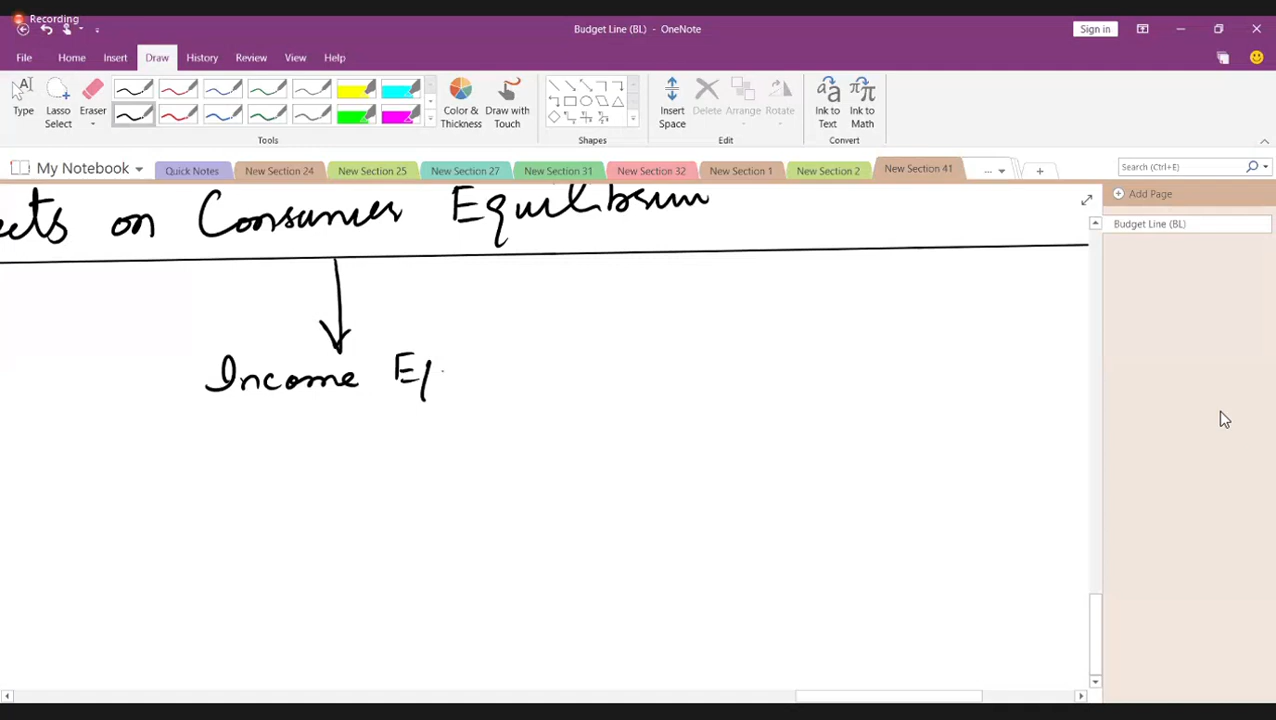 Recording
Budget Line (BL) - OneNote
Sign in
File Home Insert Draw History Review View Help
Type
Lasso Select
Eraser
Color & Thickness
Draw with Touch
Insert Space
Delete
Arrange
Rotate
Ink to Text
Ink to Math
Tools
Shapes
Edit
Convert
My Notebook
Quick Notes New Section 24 New Section 25 New Section 27 New Section 31 New Section 32 New Section 1 New Section 2 New Section 41 ...
Search (Ctrl+E)
Add Page
Budget Line (BL)
ects on Consumer Equilibrium
Income